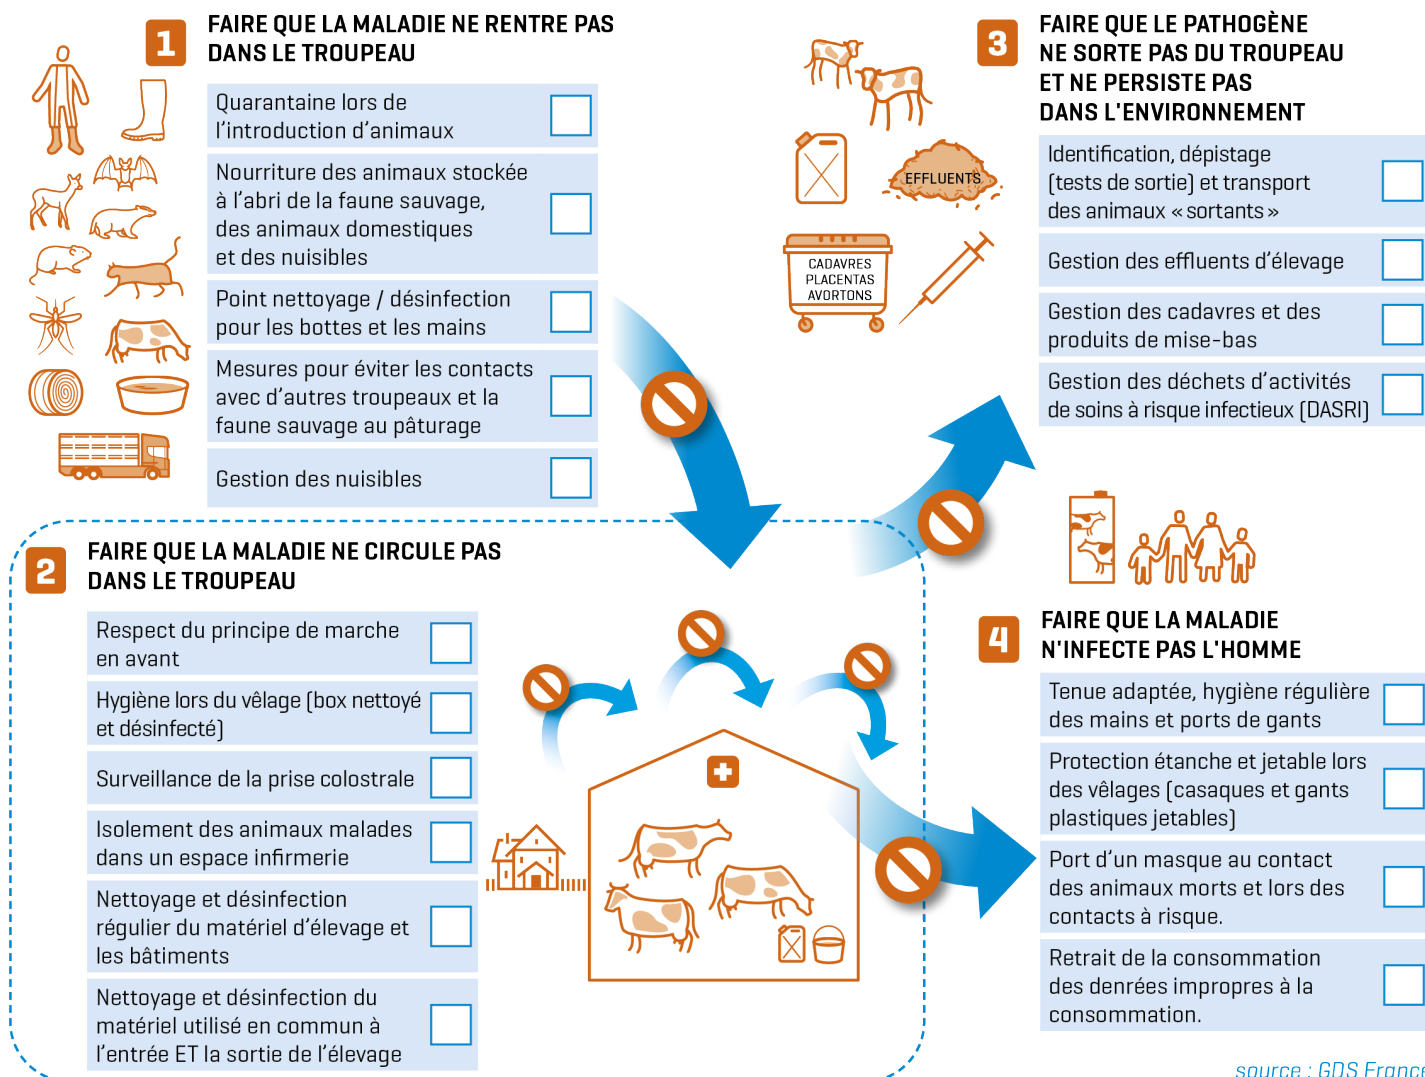 1
FAIRE QUE LA MALADIE NE RENTRE PAS
DANS LE TROUPEAU
Quarantaine lors de
l'introduction d'animaux
Nourriture des animaux stockée
à l'abri de la faune sauvage,
des animaux domestiques
et des nuisibles
Point nettoyage / désinfection
pour les bottes et les mains
Mesures pour éviter les contacts
avec d'autres troupeaux et la
faune sauvage au pâturage
Gestion des nuisibles
2
FAIRE QUE LA MALADIE NE CIRCULE PAS
DANS LE TROUPEAU
Respect du principe de marche
en avant
Hygiène lors du vêlage (box nettoyé
et désinfecté)
Surveillance de la prise colostrale
Isolement des animaux malades
dans un espace infirmerie
Nettoyage et désinfection
régulier du matériel d'élevage et
les bâtiments
Nettoyage et désinfection du
matériel utilisé en commun à
l'entrée ET la sortie de l'élevage
3
FAIRE QUE LE PATHOGÈNE
NE SORTE PAS DU TROUPEAU
ET NE PERSISTE PAS
DANS L'ENVIRONNEMENT
EFFLUENTS
CADAVRES
PLACENTAS
AVORTONS
Identification, dépistage
(tests de sortie) et transport
des animaux « sortants »
Gestion des effluents d'élevage
Gestion des cadavres et des
produits de mise-bas
Gestion des déchets d'activités
de soins à risque infectieux (DASRI)
4
FAIRE QUE LA MALADIE
N'INFECTE PAS L'HOMME
Tenue adaptée, hygiène régulière
des mains et ports de gants
Protection étanche et jetable lors
des vêlages (casaques et gants
plastiques jetables)
Port d'un masque au contact
des animaux morts et lors des
contacts à risque.
Retrait de la consommation
des denrées impropres à la
consommation.
source : GDS France